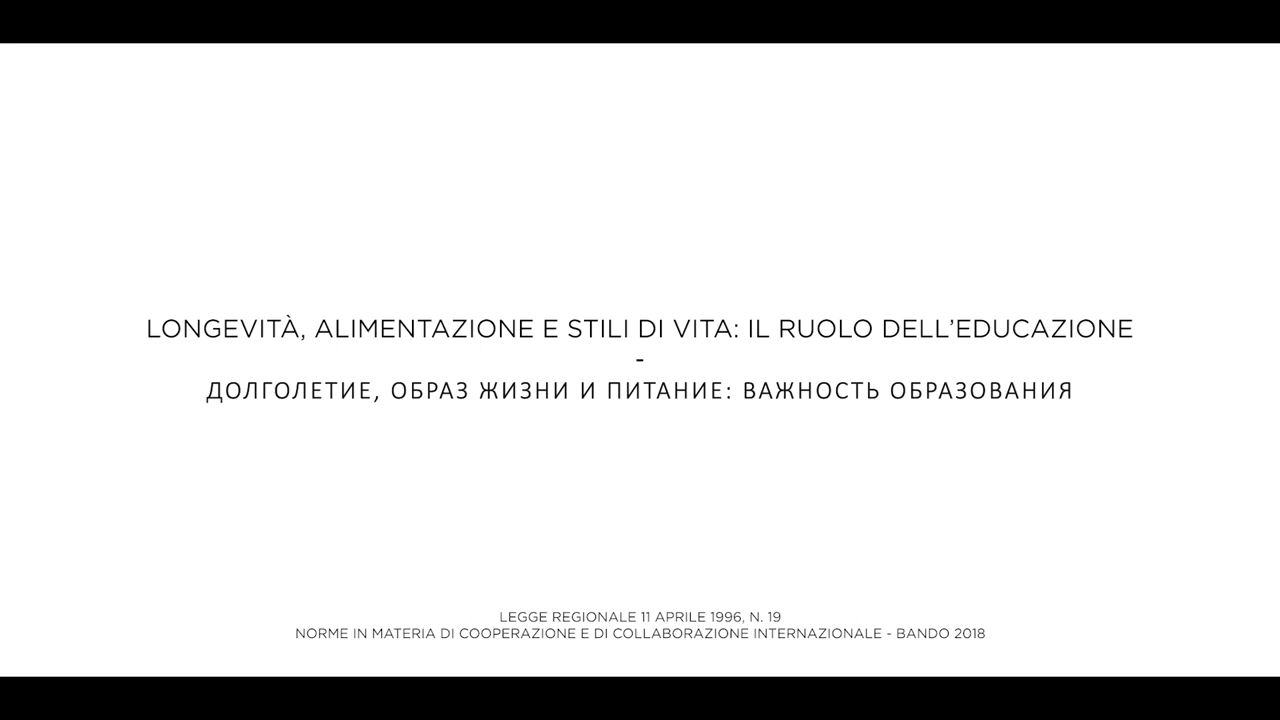 LONGEVITÀ, ALIMENTAZIONE E STILI DI VITA: IL RUOLO DELL’EDUCAZIONE
-
ДОЛГОЛЕТИЕ, ОБРАЗ ЖИЗНИ И ПИТАНИЕ: ВАЖНОСТЬ ОБРАЗОВАНИЯ
LEGGE REGIONALE 11 APRILE 1996, N. 19
NORME IN MATERIA DI COOPERAZIONE E DI COLLABORAZIONE INTERNAZIONALE - BANDO 2018